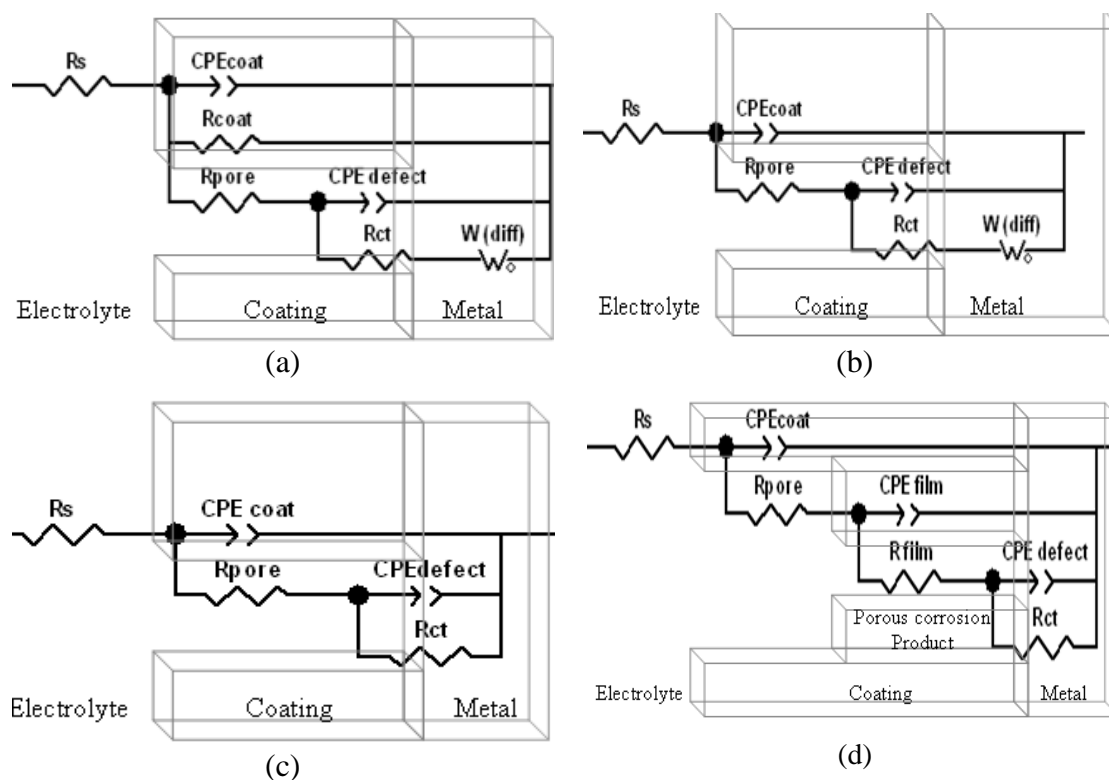 Rs
CPEcoat
Rcoat
Rpore
CPE defect
Rct
W (diff)
W
Electrolyte
Coating
Metal
(a)
Rs
CPEcoat
Rpore
CPE defect
Rct
W (diff)
W
Electrolyte
Coating
Metal
(b)
Rs
CPE coat
Rpore
CPEdefect
Rct
Electrolyte
Coating
Metal
(c)
Rs
CPEcoat
Rpore
CPE film
Rfilm
CPE defect
Rct
Porous corrosion
Product
Electrolyte
Coating
Metal
(d)